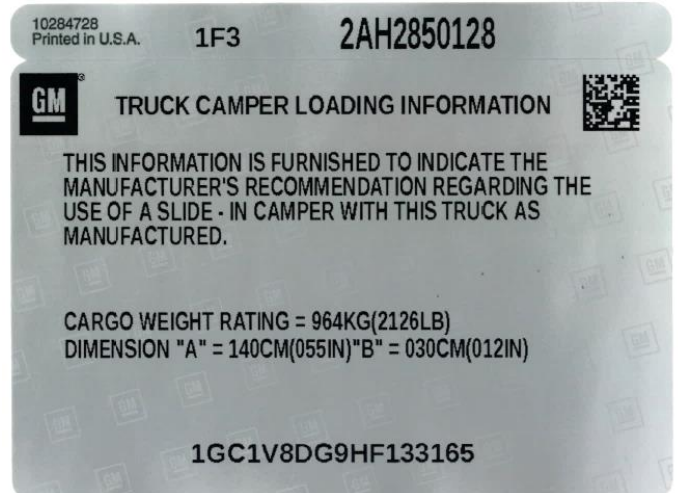 10284728
Printed in U.S.A.
1F3
2AH2850128
GM®
TRUCK CAMPER LOADING INFORMATION
THIS INFORMATION IS FURNISHED TO INDICATE THE
MANUFACTURER'S RECOMMENDATION REGARDING THE
USE OF A SLIDE - IN CAMPER WITH THIS TRUCK AS
MANUFACTURED.
CARGO WEIGHT RATING = 964KG(2126LB)
DIMENSION "A" = 140CM(055IN)"B" = 030CM(012IN)
1GC1V8DG9HF133165